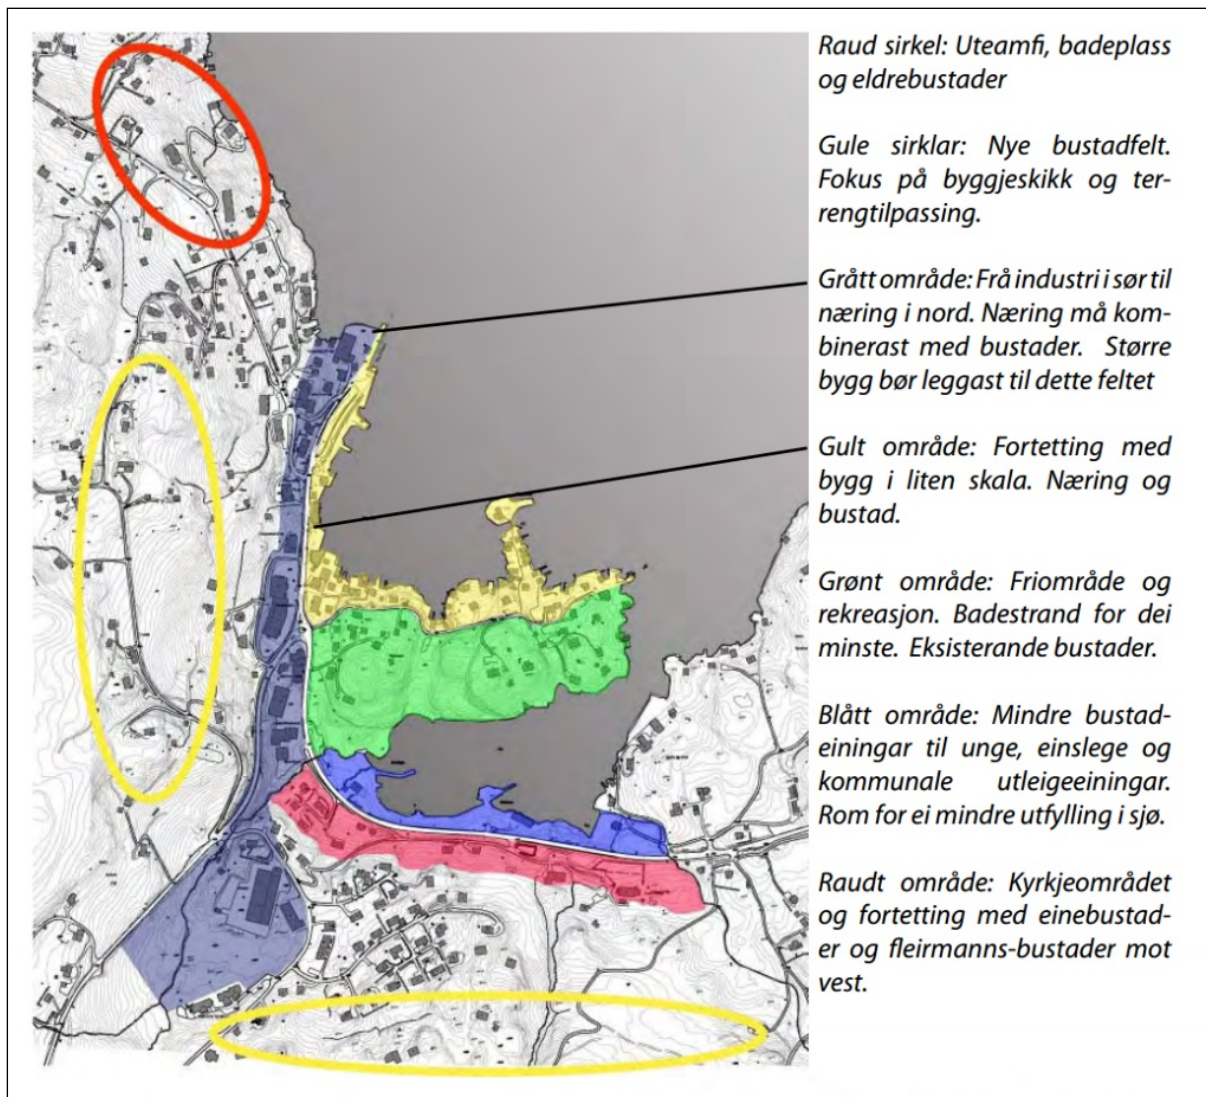 Raud sirkel: Uteamfi, badeplass
og eldrebustader
Gule sirklar: Nye bustadfelt.
Fokus på byggjeskikk og ter-
rengtilpassing.
Grått område: Frå industri i sør til
næring i nord. Næring må kom-
binerast med bustader. Større
bygg bør leggast til dette feltet
Gult område: Fortetting med
bygg i liten skala. Næring og
bustad.
Grønt område: Friområde og
rekreasjon. Badestrand for dei
minste. Eksisterande bustader.
Blått område: Mindre bustad-
einingar til unge, einslege og
kommunale utleigeeiningar.
Rom for ei mindre utfylling i sjø.
Raudt område: Kyrkjeområdet
og fortetting med einebustad-
er og fleirmanns-bustader mot
vest.